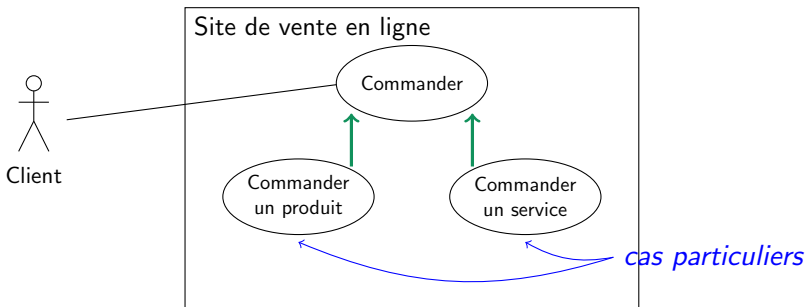 Site de vente en ligne
Commander
Client
Commander
un produit
Commander
un service
cas particuliers